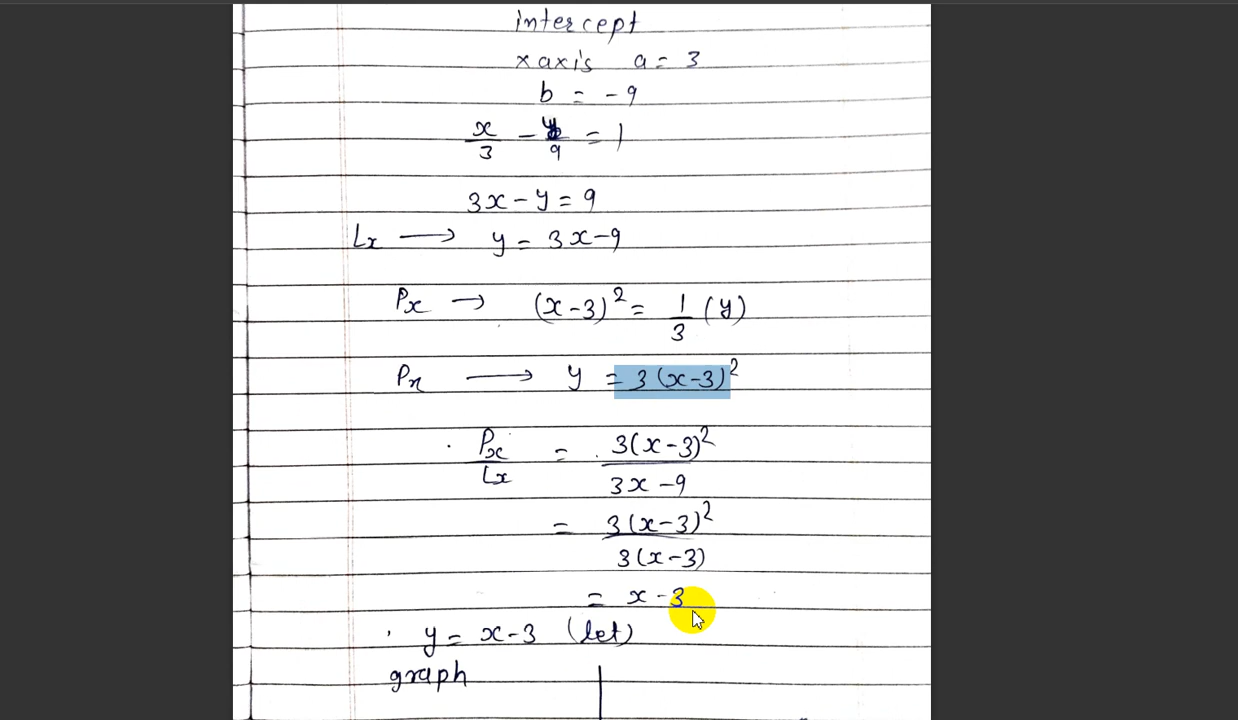 intercept
x axis a = 3
b = -9
x/3 - y/9 = 1
3x - y = 9
Lx → y = 3x-9
Px → (x-3)² = 1/3 (y)
Px → y = 3(x-3)²
Px/Lx = 3(x-3)²/3x-9
= 3(x-3)²/3(x-3)
= x-3
y = x-3 (let)
graph